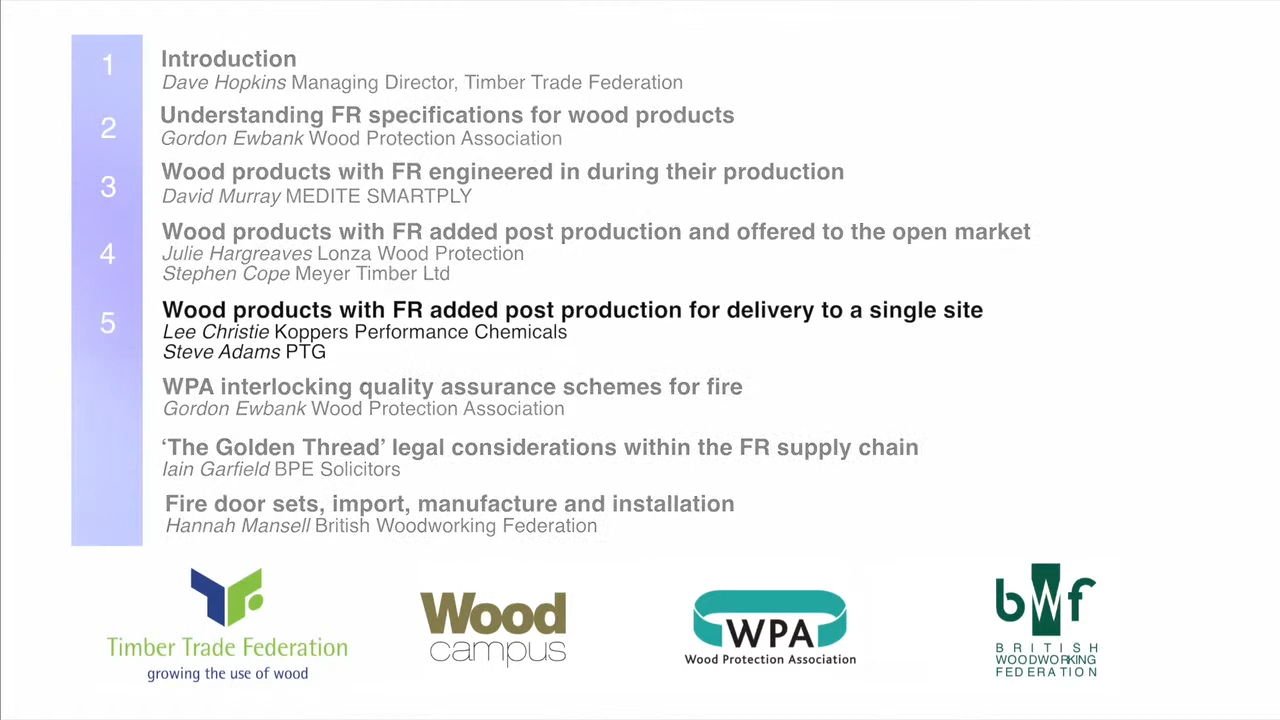 1
Introduction
Dave Hopkins Managing Director, Timber Trade Federation
2
Understanding FR specifications for wood products
Gordon Ewbank Wood Protection Association
3
Wood products with FR engineered in during their production
David Murray MEDITE SMARTPLY
4
Wood products with FR added post production and offered to the open market
Julie Hargreaves Lonza Wood Protection
Stephen Cope Meyer Timber Ltd
5
Wood products with FR added post production for delivery to a single site
Lee Christie Koppers Performance Chemicals
Steve Adams PTG
WPA interlocking quality assurance schemes for fire
Gordon Ewbank Wood Protection Association
‘The Golden Thread’ legal considerations within the FR supply chain
Iain Garfield BPE Solicitors
Fire door sets, import, manufacture and installation
Hannah Mansell British Woodworking Federation
Timber Trade Federation
growing the use of wood
Wood
campus
WPA
Wood Protection Association
bwf
BRITISH
WOODWORKING
FEDERATION